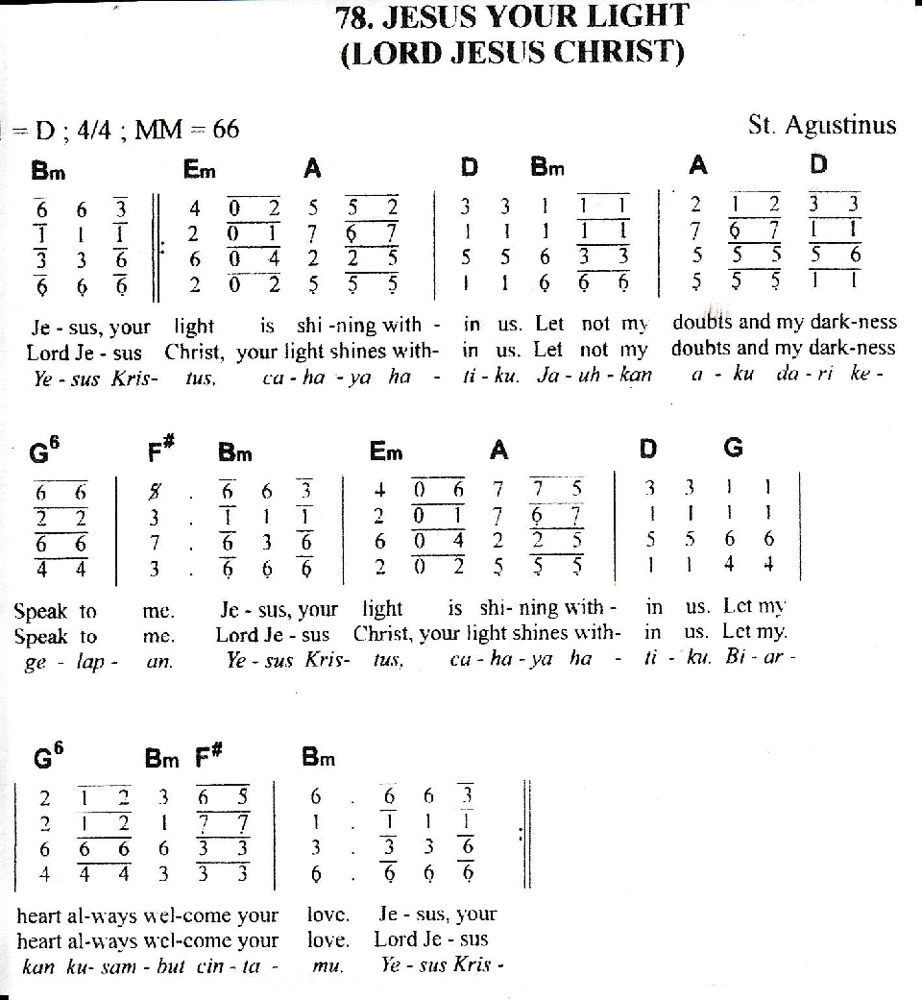 78. JESUS YOUR LIGHT
(LORD JESUS CHRIST)
= D ; 4/4 ; MM = 66
St. Agustinus
Bm Em A D Bm A D
6 6 3 4 0 2 5 5 2 3 3 1 1 1 2 1 2 3 3
1 1 1 : 2 0 1 7 6 7 1 1 1 1 1 7 6 7 1 1
3 3 6 6 0 4 2 2 5 5 5 6 3 3 5 5 5 5 6
6 6 6 2 0 2 5 5 5 1 1 6 6 6 5 5 5 1 1
Je - sus, your light is shi -ning with - in us. Let not my doubts and my dark-ness
Lord Je - sus Christ, your light shines with- in us. Let not my doubts and my dark-ness
Ye - sus Kris- tus, ca - ha - ya ha - ti - ku. Ja - uh - kan a - ku da - ri ke -
G6 F# Bm Em A D G
6 6 5 . 6 6 3 4 0 6 7 7 5 3 3 1 1
2 2 3 . 1 1 1 2 0 1 7 6 7 1 1 1 1
6 6 7 . 6 3 6 6 0 4 2 2 5 5 5 6 6
4 4 3 . 6 6 6 2 0 2 5 5 5 1 1 4 4
Speak to me. Je - sus, your light is shi- ning with - in us. Let my
Speak to me. Lord Je - sus Christ, your light shines with- in us. Let my.
ge - lap - an. Ye - sus Kris- tus, ca - ha - ya ha - ti - ku. Bi - ar -
G6 Bm F# Bm
2 1 2 3 6 5 6 . 6 6 3
2 1 2 1 7 7 1 . 1 1 1 :
6 6 6 6 3 3 3 . 3 3 6
4 4 4 3 3 3 6 . 6 6 6
heart al-ways wel-come your love. Je - sus, your
heart al-ways wel-come your love. Lord Je - sus
kan ku- sam - but cin - ta - mu. Ye - sus Kris -